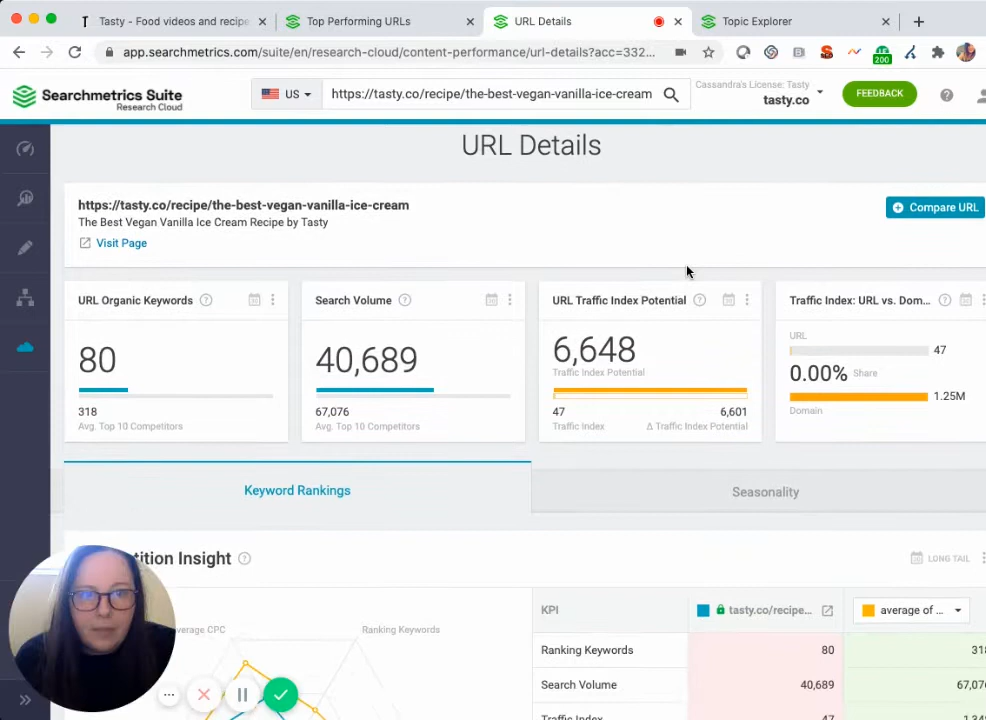 Tasty - Food videos and recipe
Top Performing URLs
URL Details
Topic Explorer
app.searchmetrics.com/suite/en/research-cloud/content-performance/url-details?acc=332...
200
Searchmetrics Suite
Research Cloud
US
https://tasty.co/recipe/the-best-vegan-vanilla-ice-cream
Cassandra's License: Tasty
tasty.co
FEEDBACK
URL Details
https://tasty.co/recipe/the-best-vegan-vanilla-ice-cream
The Best Vegan Vanilla Ice Cream Recipe by Tasty
Visit Page
Compare URL
URL Organic Keywords
80
318
Avg. Top 10 Competitors
Search Volume
40,689
67,076
Avg. Top 10 Competitors
URL Traffic Index Potential
6,648
Traffic Index Potential
47
6,601
Traffic Index
Δ Traffic Index Potential
Traffic Index: URL vs. Dom...
URL
47
0.00% Share
1.25M
Domain
Keyword Rankings
Seasonality
tition Insight
LONG TAIL
verage CPC
Ranking Keywords
KPI
tasty.co/recipe...
average of ...
Ranking Keywords
80
318
Search Volume
40,689
67,076
Traffic Index
47